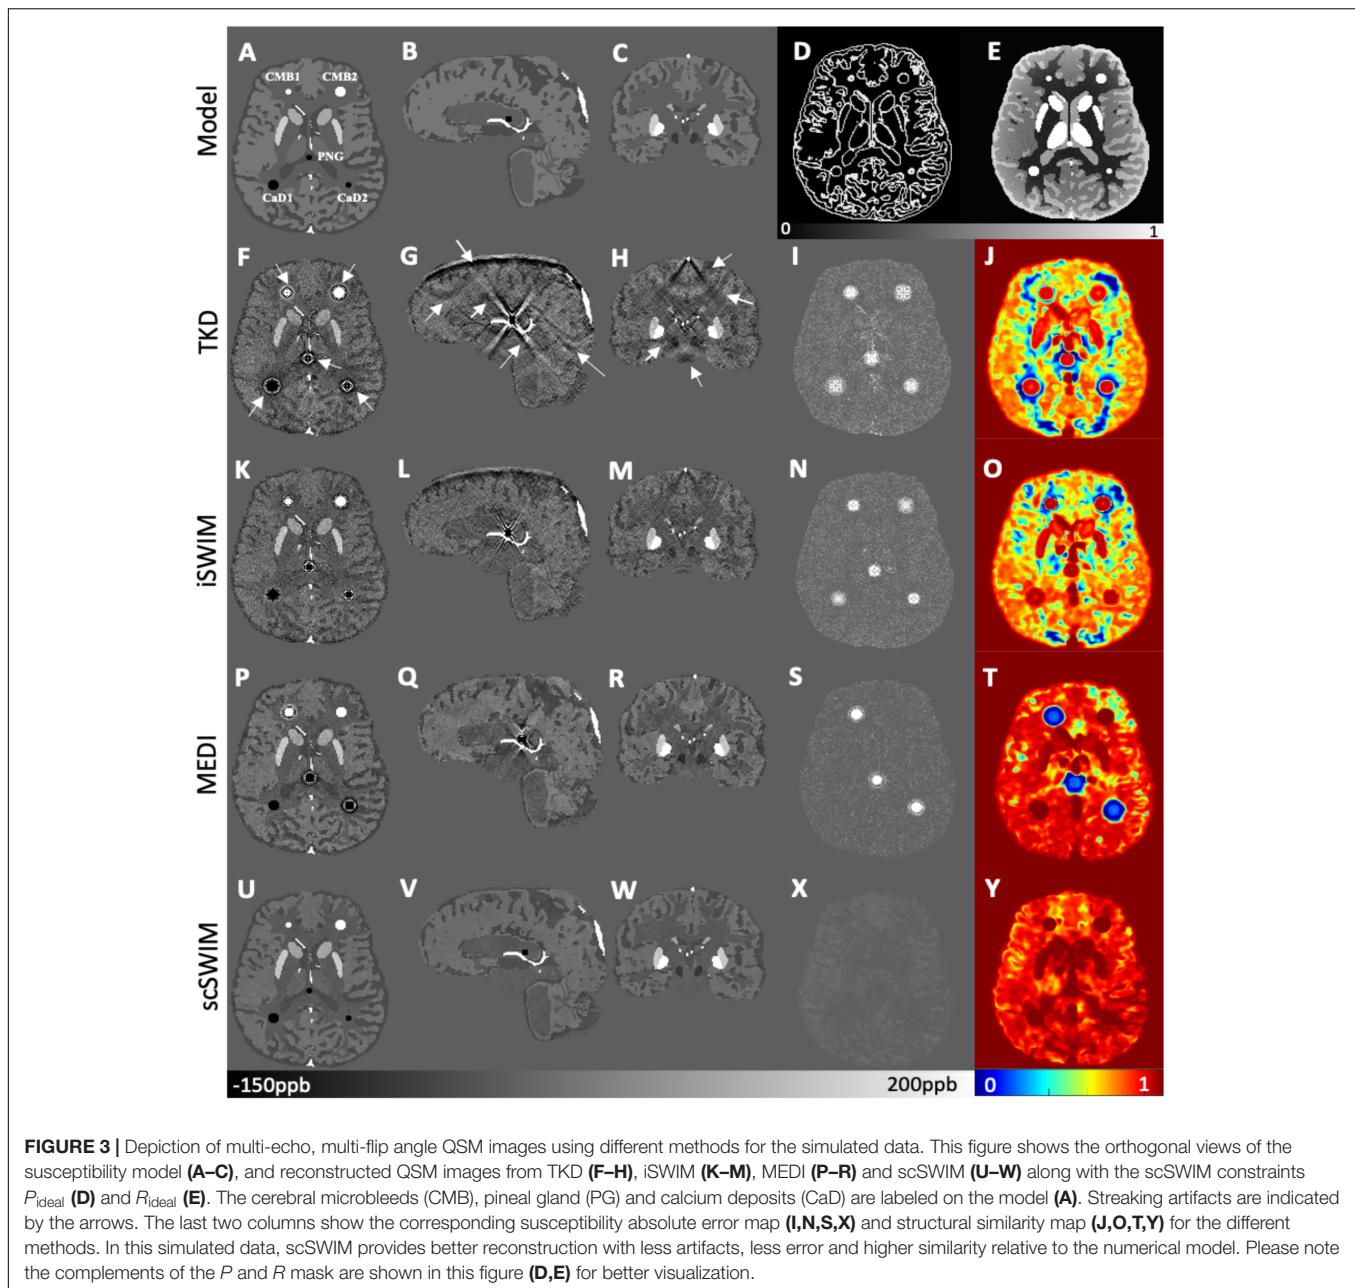 A B C D E
CMB1 CMB2
PNG
CaD1 CaD2
Model
0 1
F G H I J
TKD
K L M N O
iSWIM
P Q R S T
MEDI
U V W X Y
scSWIM
-150ppb 200ppb 0 1
FIGURE 3 | Depiction of multi-echo, multi-flip angle QSM images using different methods for the simulated data. This figure shows the orthogonal views of the
susceptibility model (A–C), and reconstructed QSM images from TKD (F–H), iSWIM (K–M), MEDI (P–R) and scSWIM (U–W) along with the scSWIM constraints
Pideal (D) and Rideal (E). The cerebral microbleeds (CMB), pineal gland (PG) and calcium deposits (CaD) are labeled on the model (A). Streaking artifacts are indicated
by the arrows. The last two columns show the corresponding susceptibility absolute error map (I,N,S,X) and structural similarity map (J,O,T,Y) for the different
methods. In this simulated data, scSWIM provides better reconstruction with less artifacts, less error and higher similarity relative to the numerical model. Please note
the complements of the P and R mask are shown in this figure (D,E) for better visualization.